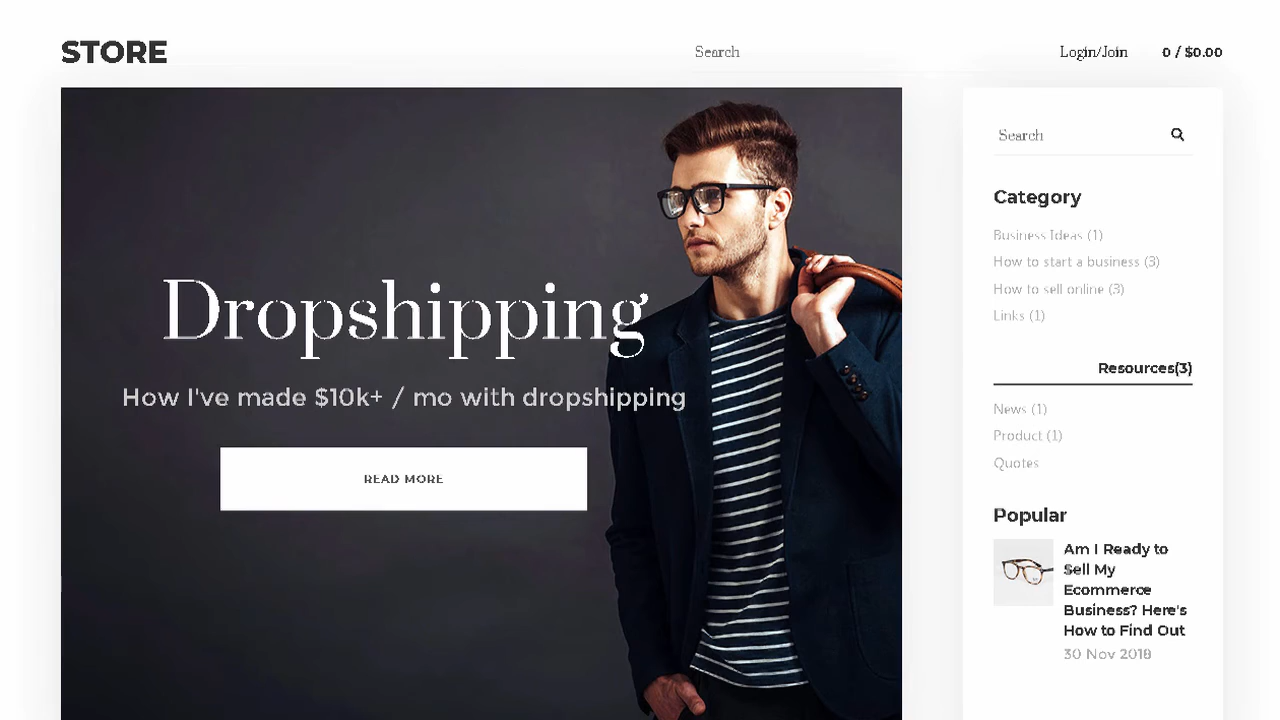 STORE
Search
Login/Join
0 / $0.00
Dropshipping
How I've made $10k+ / mo with dropshipping
READ MORE
Search
Category
Business Ideas (1)
How to start a business (3)
How to sell online (3)
Links (1)
Resources(3)
News (1)
Product (1)
Quotes
Popular
Am I Ready to
Sell My
Ecommerce
Business? Here's
How to Find Out
30 Nov 2018